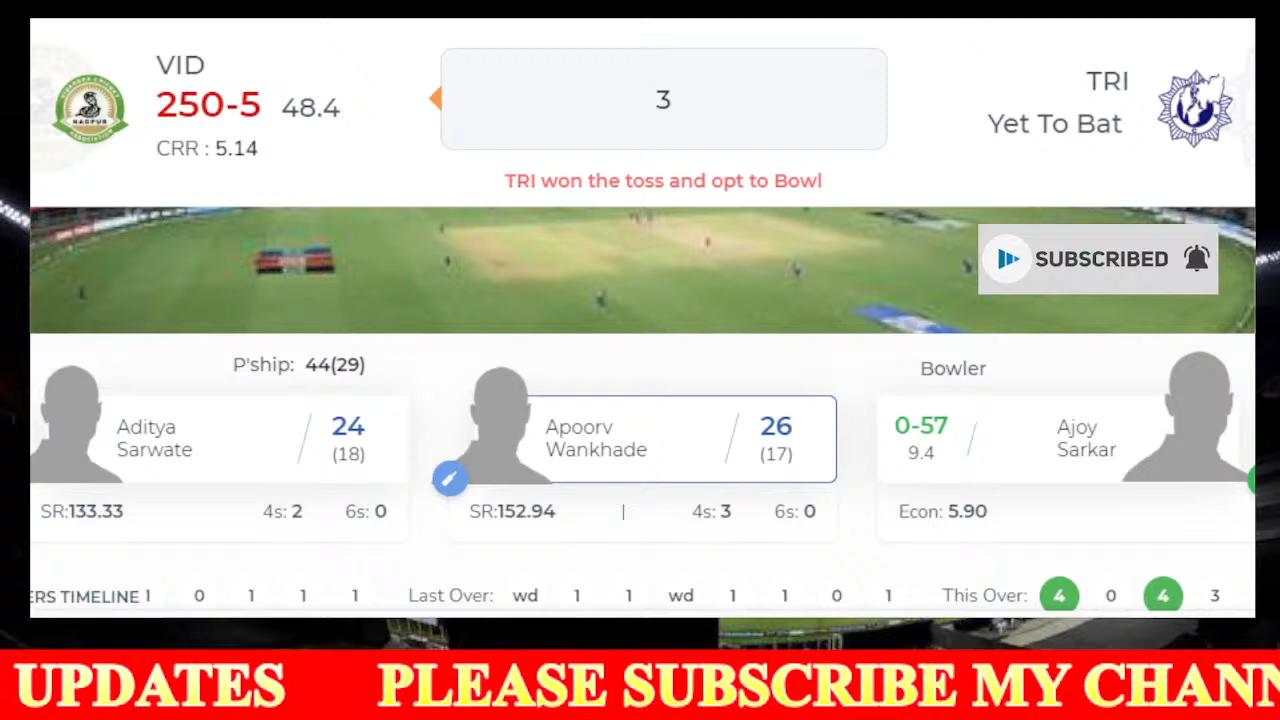 VID
250-5 48.4
CRR : 5.14
3
TRI won the toss and opt to Bowl
TRI
Yet To Bat
NAGPUR
SUBSCRIBED
P'ship: 44(29)
Aditya
Sarwate
24
(18)
SR:133.33 4s: 2 6s: 0
Apoorv
Wankhade
26
(17)
SR:152.94 | 4s: 3 6s: 0
Bowler
0-57
9.4
Ajoy
Sarkar
Econ: 5.90
ERS TIMELINE 1 0 1 1 1 Last Over: wd 1 1 wd 1 1 0 1 This Over: 4 0 4 3
UPDATES PLEASE SUBSCRIBE MY CHANN